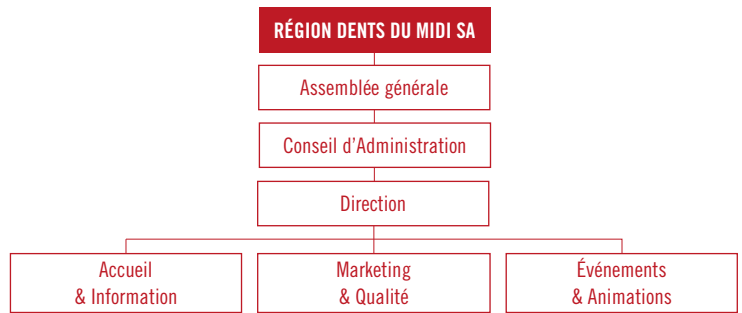 RÉGION DENTS DU MIDI SA
Assemblée générale
Conseil d’Administration
Direction
Accueil
& Information
Marketing
& Qualité
Événements
& Animations